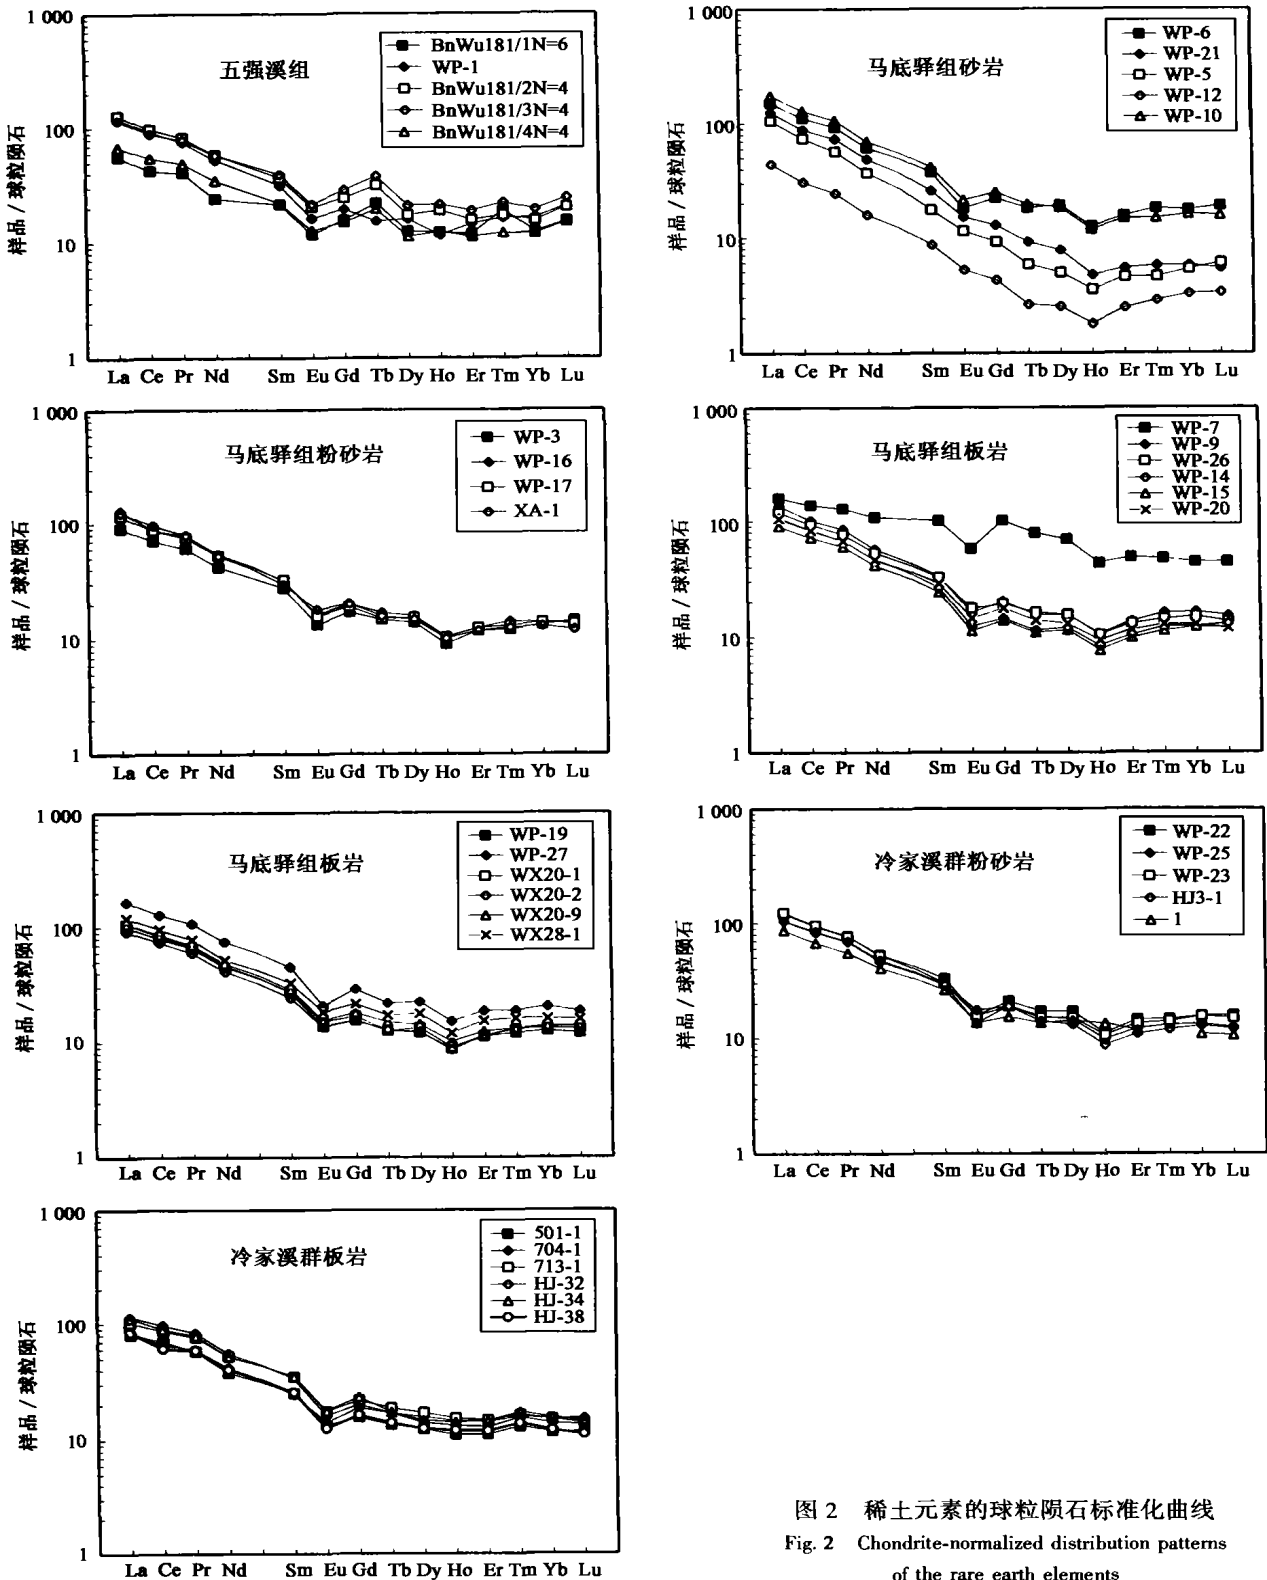 1 000
100
10
1
样品 / 球粒陨石
五强溪组
BnWu181/1N=6
WP-1
BnWu181/2N=4
BnWu181/3N=4
BnWu181/4N=4
La Ce Pr Nd Sm Eu Gd Tb Dy Ho Er Tm Yb Lu
1 000
100
10
1
样品 / 球粒陨石
马底驿组砂岩
WP-6
WP-21
WP-5
WP-12
WP-10
La Ce Pr Nd Sm Eu Gd Tb Dy Ho Er Tm Yb Lu
1 000
100
10
1
样品 / 球粒陨石
马底驿组粉砂岩
WP-3
WP-16
WP-17
XA-1
La Ce Pr Nd Sm Eu Gd Tb Dy Ho Er Tm Yb Lu
1 000
100
10
1
样品 / 球粒陨石
马底驿组板岩
WP-7
WP-9
WP-26
WP-14
WP-15
WP-20
La Ce Pr Nd Sm Eu Gd Tb Dy Ho Er Tm Yb Lu
1 000
100
10
1
样品 / 球粒陨石
马底驿组板岩
WP-19
WP-27
WX20-1
WX20-2
WX20-9
WX28-1
La Ce Pr Nd Sm Eu Gd Tb Dy Ho Er Tm Yb Lu
1 000
100
10
1
样品 / 球粒陨石
冷家溪群粉砂岩
WP-22
WP-25
WP-23
HJ3-1
1
La Ce Pr Nd Sm Eu Gd Tb Dy Ho Er Tm Yb Lu
1 000
100
10
1
样品 / 球粒陨石
冷家溪群板岩
501-1
704-1
713-1
HJ-32
HJ-34
HJ-38
La Ce Pr Nd Sm Eu Gd Tb Dy Ho Er Tm Yb Lu
图 2 稀土元素的球粒陨石标准化曲线
Fig. 2 Chondrite-normalized distribution patterns
of the rare earth elements